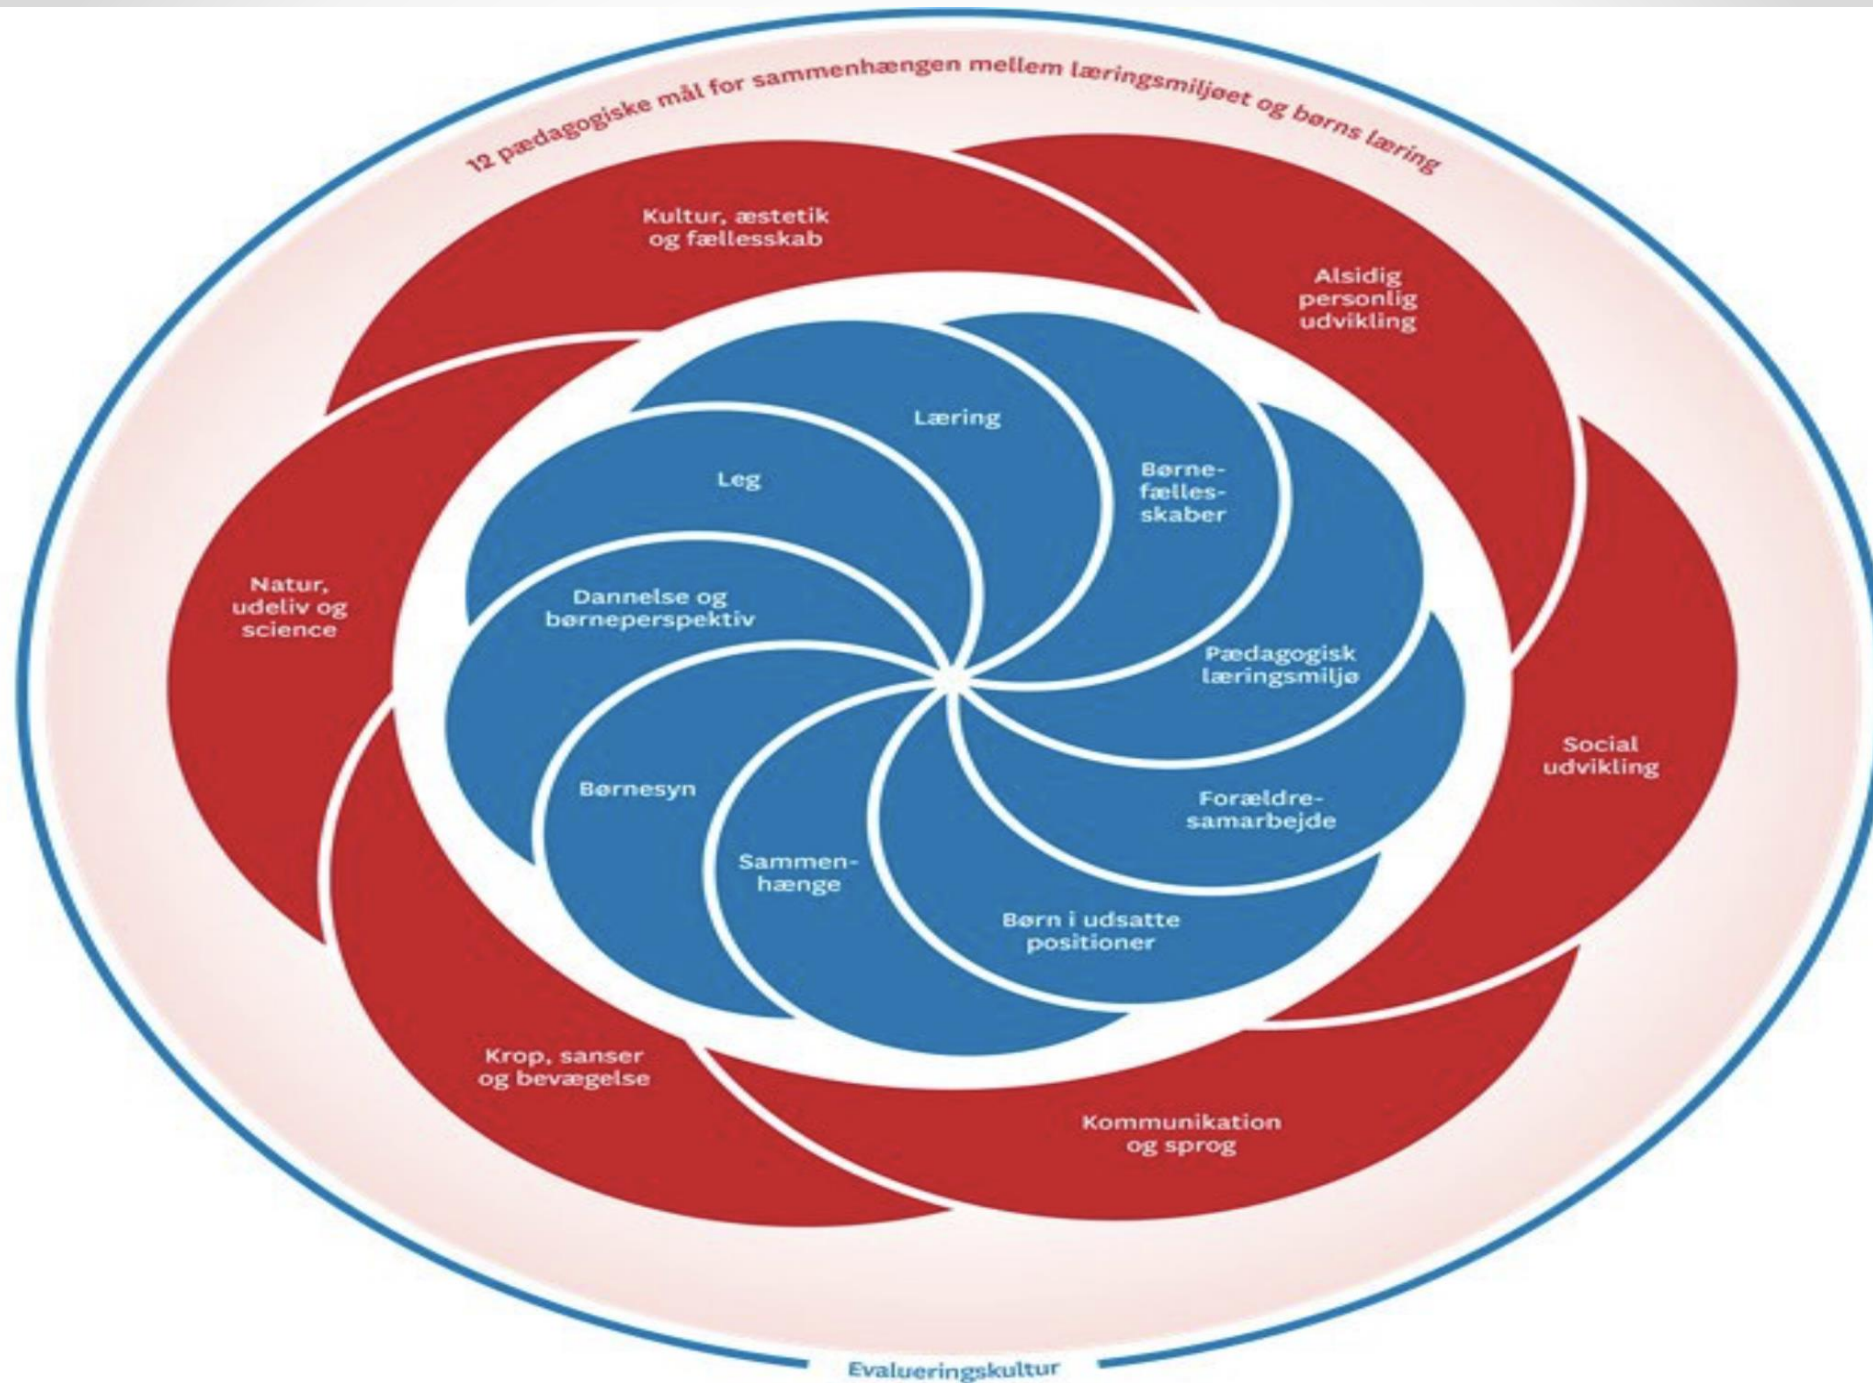 12 pædagogiske mål for sammenhængen mellem læringsmiljøet og børns læring
Kultur, æstetik
og fællesskab
Alsidig
personlig
udvikling
Social
udvikling
Kommunikation
og sprog
Krop, sanser
og bevægelse
Natur,
udeliv og
science
Læring
Børne-
fælles-
skaber
Pædagogisk
læringsmiljø
Forældre-
samarbejde
Børn i udsatte
positioner
Sammen-
hænge
Børnesyn
Dannelse og
børneperspektiv
Leg
Evalueringskultur